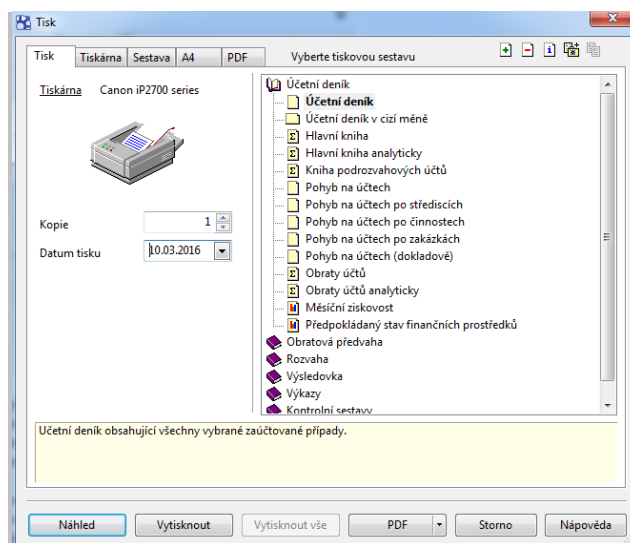 Tisk
Tisk Tiskárna Sestava A4 PDF Vyberte tiskovou sestavu
Tiskárna Canon iP2700 series
Kopie 1
Datum tisku 10.03.2016
Účetní deník
Účetní deník
Účetní deník v cizí měně
Hlavní kniha
Hlavní kniha analyticky
Kniha podrozvahových účtů
Pohyb na účtech
Pohyb na účtech po střediscích
Pohyb na účtech po činnostech
Pohyb na účtech po zakázkách
Pohyb na účtech (dokladově)
Obraty účtů
Obraty účtů analyticky
Měsíční ziskovost
Předpokládaný stav finančních prostředků
Obratová předvaha
Rozvaha
Výsledovka
Výkazy
Kontrolní sestavy
Účetní deník obsahující všechny vybrané zaúčtované případy.
Náhled Vytisknout Vytisknout vše PDF Storno Nápověda